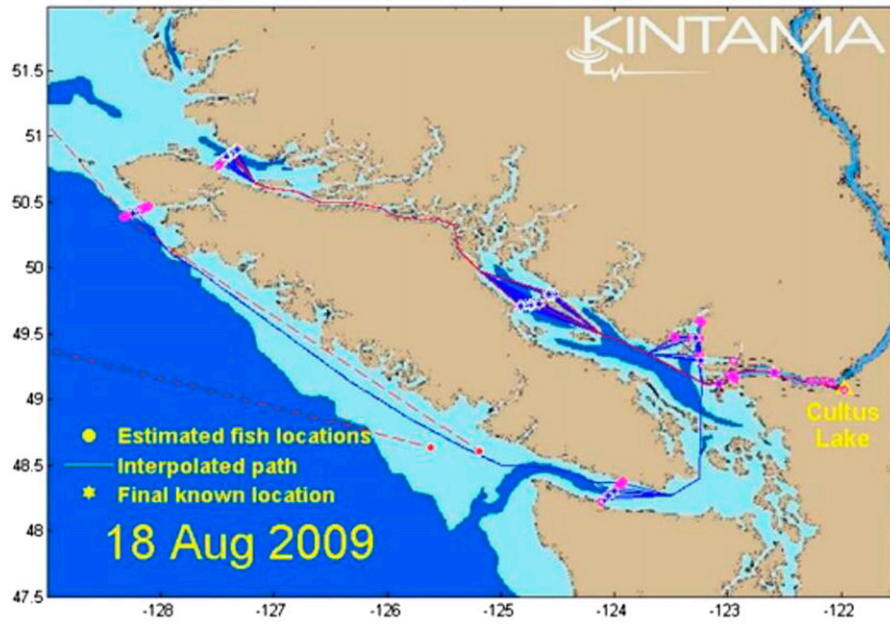 KINTAMA
51.5
51
50.5
50
49.5
49
48.5
48
47.5
Cultus
Lake
Estimated fish locations
Interpolated path
Final known location
18 Aug 2009
-128
-127
-126
-125
-124
-123
-122